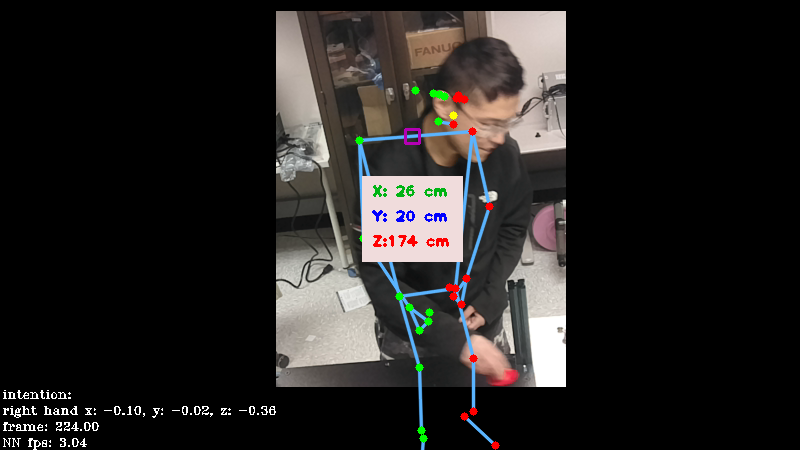 FANUC
X: 26 cm
Y: 20 cm
Z:174 cm
intention:
right hand x: -0.10, y: -0.02, z: -0.36
frame: 224.00
NN fps: 3.04